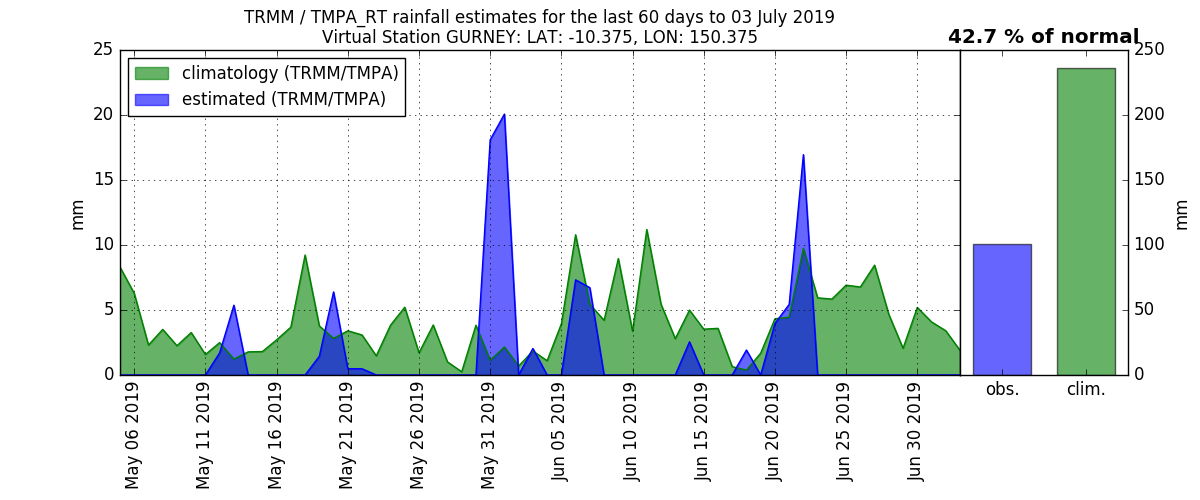 TRMM / TMPA_RT rainfall estimates for the last 60 days to 03 July 2019
Virtual Station GURNEY: LAT: -10.375, LON: 150.375
42.7 % of normal
climatology (TRMM/TMPA)
estimated (TRMM/TMPA)
25
20
15
10
5
0
mm
250
200
150
100
50
0
mm
May 06 2019
May 11 2019
May 16 2019
May 21 2019
May 26 2019
May 31 2019
Jun 05 2019
Jun 10 2019
Jun 15 2019
Jun 20 2019
Jun 25 2019
Jun 30 2019
obs.
clim.